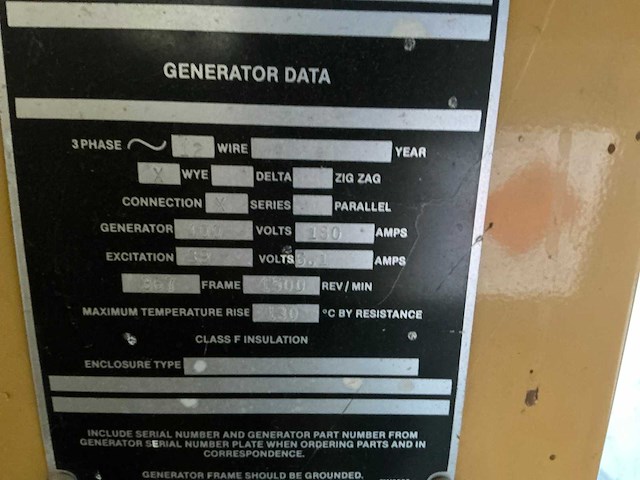 GENERATOR DATA
3 PHASE 12 WIRE YEAR
X WYE DELTA ZIG ZAG
CONNECTION X SERIES PARALLEL
GENERATOR VOLTS 180 AMPS
EXCITATION VOLTS AMPS
FRAME 1500 REV / MIN
MAXIMUM TEMPERATURE RISE 130 °C BY RESISTANCE
CLASS F INSULATION
ENCLOSURE TYPE
INCLUDE SERIAL NUMBER AND GENERATOR PART NUMBER FROM
GENERATOR SERIAL NUMBER PLATE WHEN ORDERING PARTS AND IN
CORRESPONDENCE.
GENERATOR FRAME SHOULD BE GROUNDED.